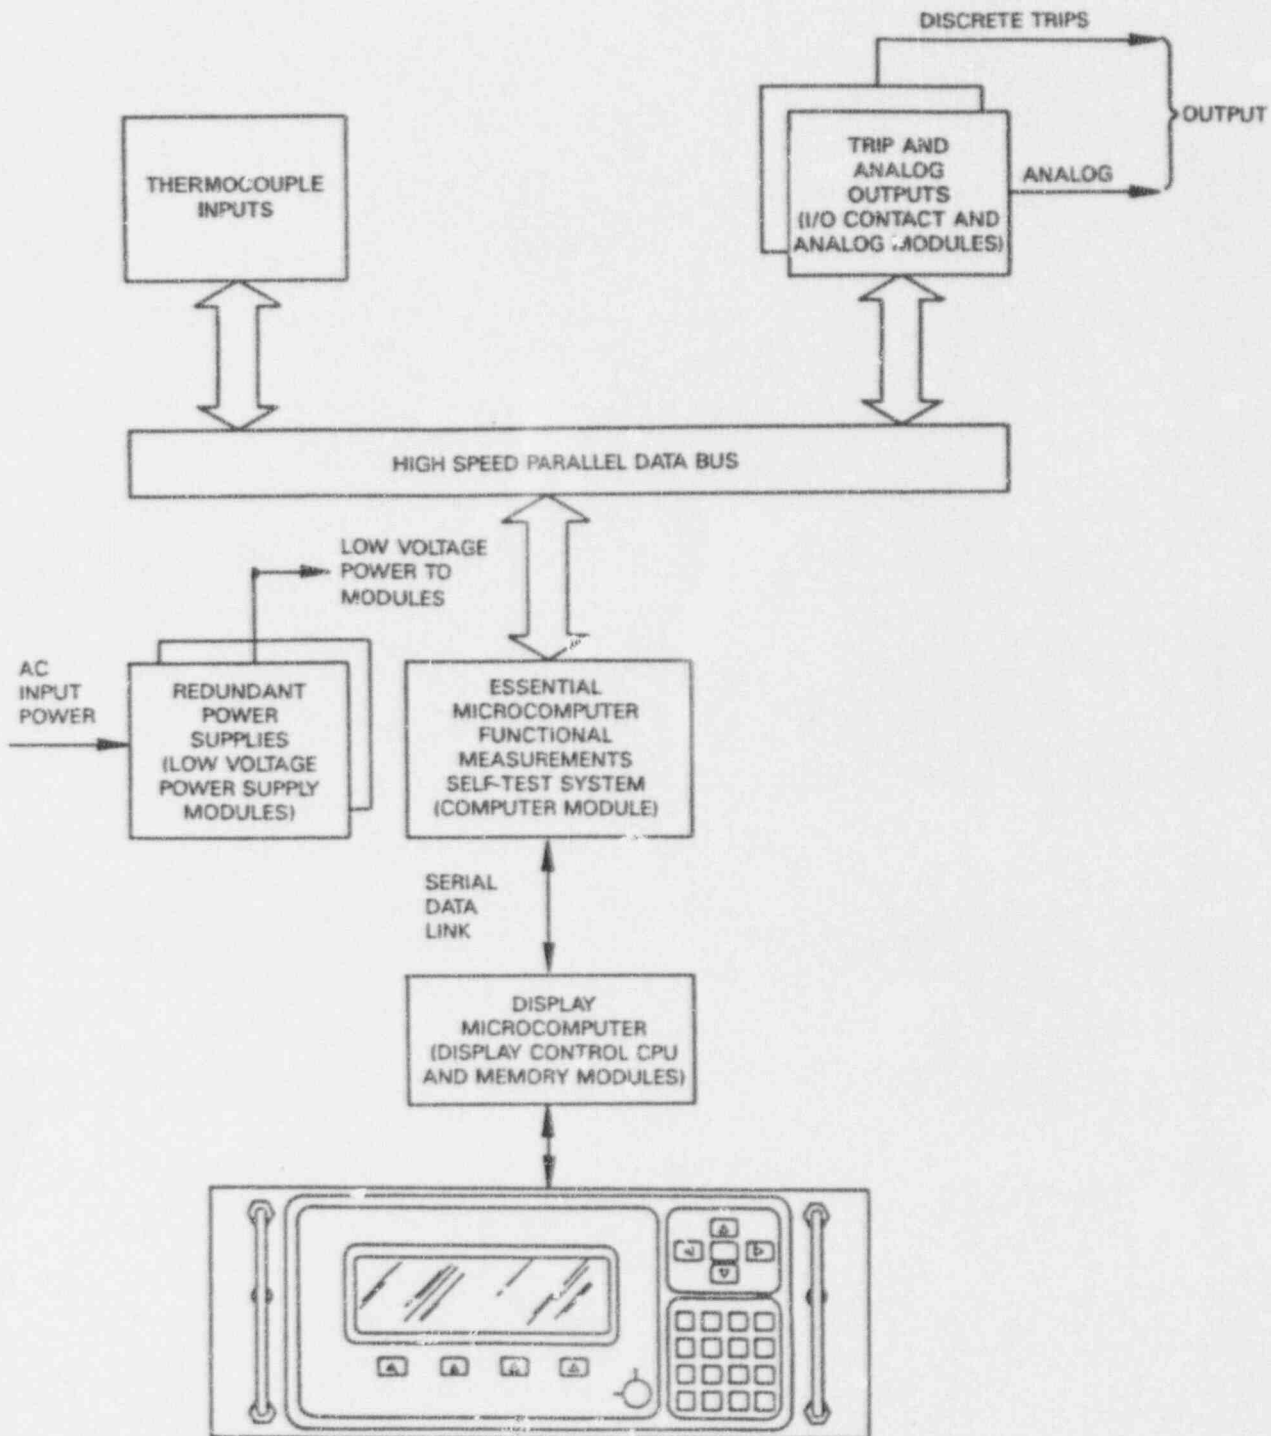 DISCRETE TRIPS
OUTPUT
THERMOCOUPLE
INPUTS
TRIP AND
ANALOG
OUTPUTS
(I/O CONTACT AND
ANALOG MODULES)
ANALOG
HIGH SPEED PARALLEL DATA BUS
LOW VOLTAGE
POWER TO
MODULES
AC
INPUT
POWER
REDUNDANT
POWER
SUPPLIES
(LOW VOLTAGE
POWER SUPPLY
MODULES)
ESSENTIAL
MICROCOMPUTER
FUNCTIONAL
MEASUREMENTS
SELF-TEST SYSTEM
(COMPUTER MODULE)
SERIAL
DATA
LINK
DISPLAY
MICROCOMPUTER
(DISPLAY CONTROL CPU
AND MEMORY MODULES)